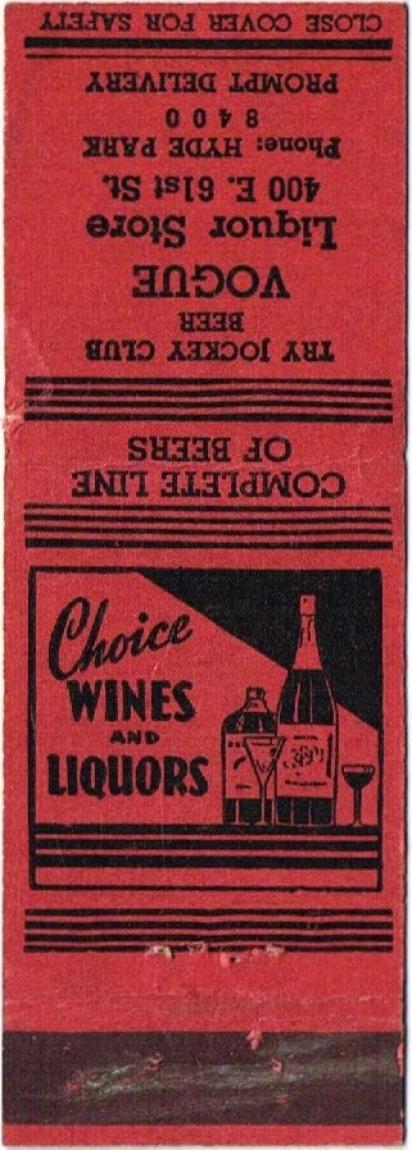 Choice
WINES
AND
LIQUORS
COMPLETE LINE
OF BEERS
TRY JOCKEY CLUB
BEER
VOGUE
Liquor Store
400 E. 61st St.
Phone: HYDE PARK
8400
PROMPT DELIVERY
CLOSE COVER FOR SAFETY